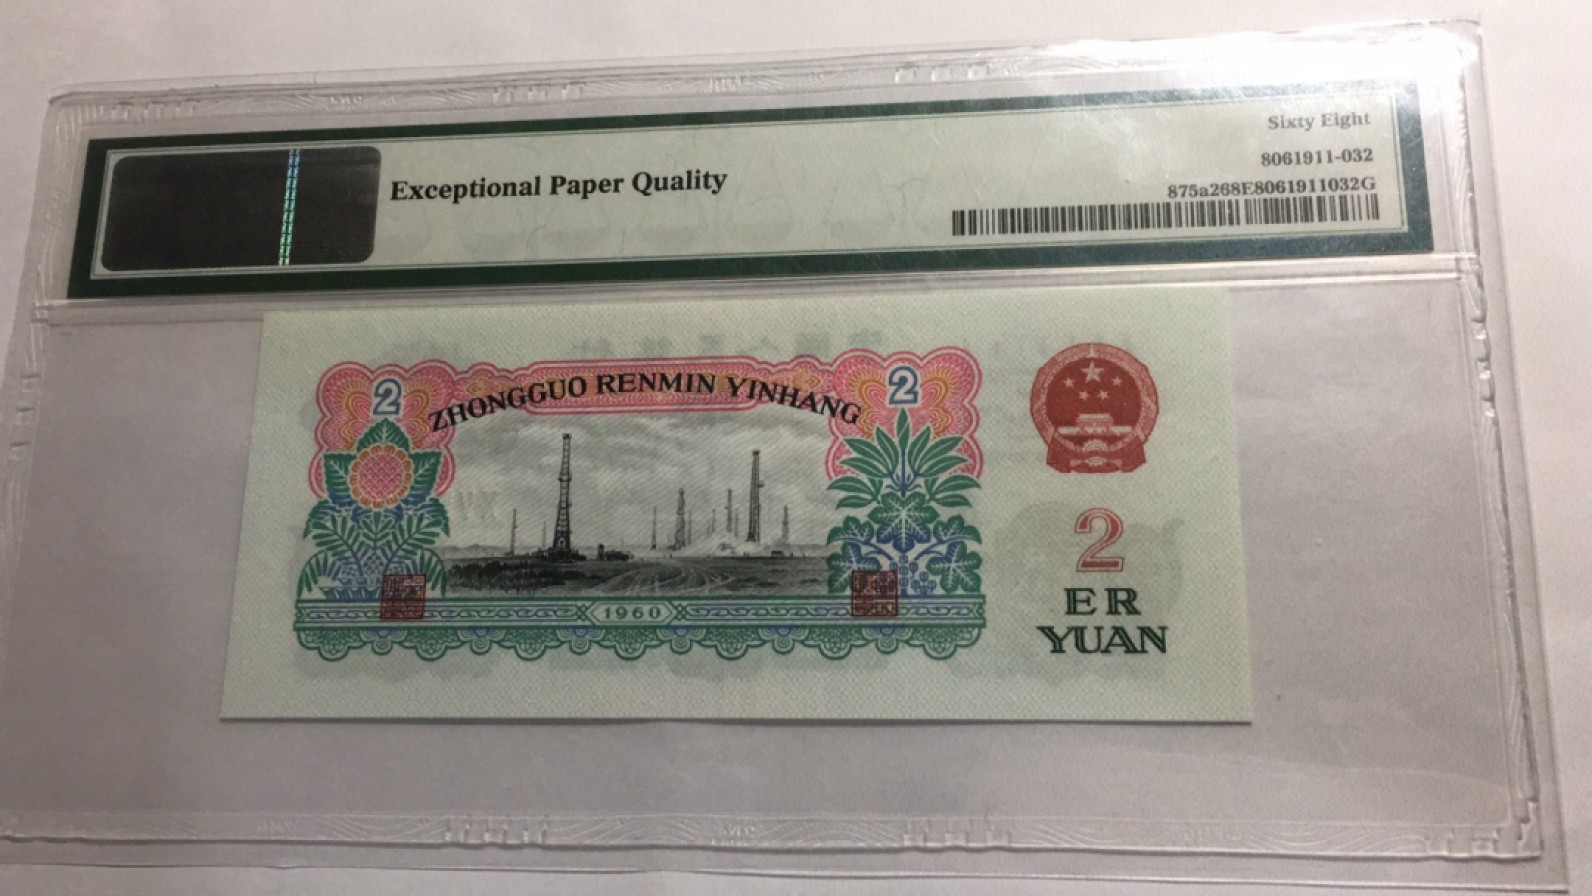 Sixty Eight
8061911-032
Exceptional Paper Quality
875a268E8061911032G
2
ZHONGGUO RENMIN YINHANG
2
1960
2
ER
YUAN